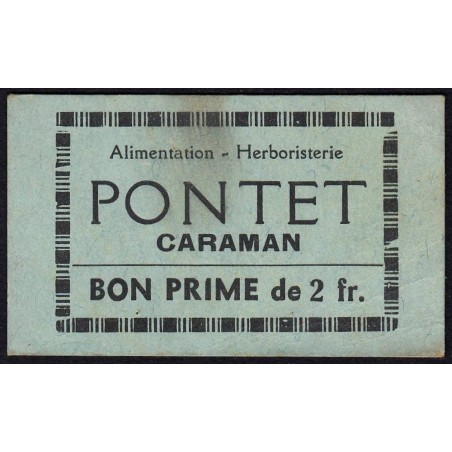 Alimentation - Herboristerie
PONTET
CARAMAN
BON PRIME de 2 fr.